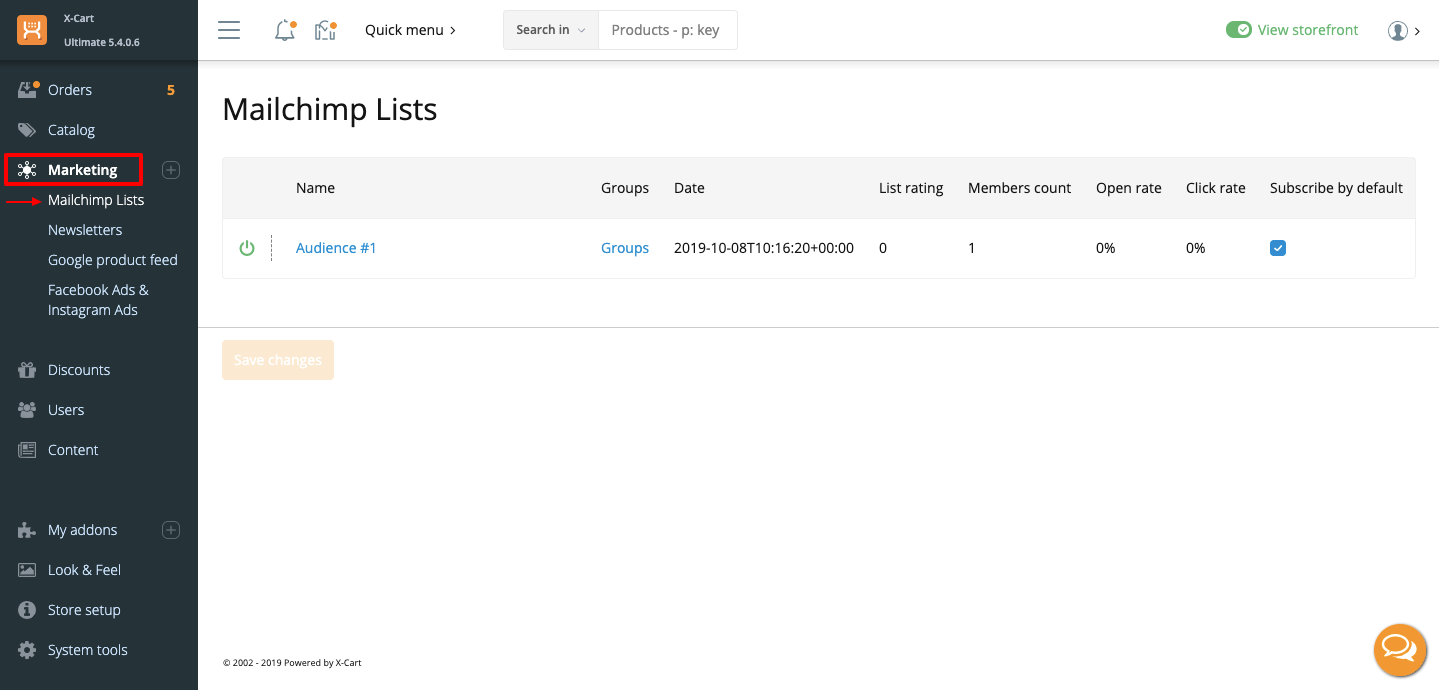 X-Cart
Ultimate 5.4.0.6
Quick menu
Search in
Products - p: key
View storefront
Orders 5
Catalog
Marketing
Mailchimp Lists
Newsletters
Google product feed
Facebook Ads &
Instagram Ads
Discounts
Users
Content
My addons
Look & Feel
Store setup
System tools
Mailchimp Lists
Name Groups Date List rating Members count Open rate Click rate Subscribe by default
Audience #1 Groups 2019-10-08T10:16:20+00:00 0 1 0% 0%
Save changes
© 2002 - 2019 Powered by X-Cart